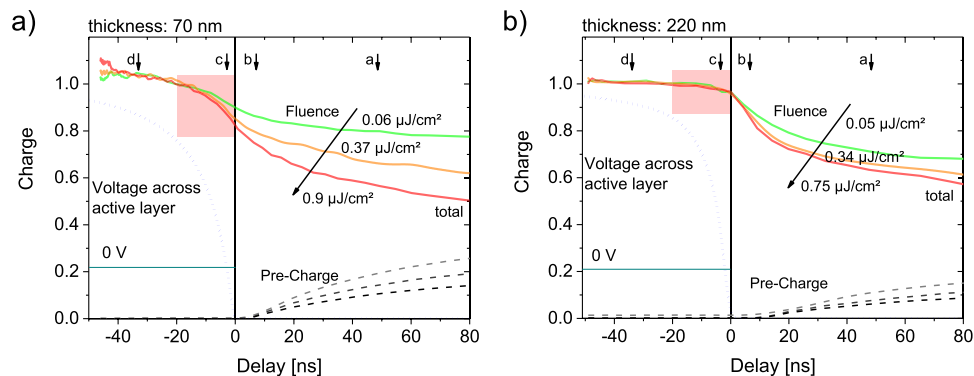 a)
thickness: 70 nm
d
c
b
a
1.0
0.8
0.6
0.4
0.2
0.0
Charge
Fluence
0.06 µJ/cm²
0.37 µJ/cm²
0.9 µJ/cm²
total
Voltage across
active layer
0 V
Pre-Charge
-40
-20
0
20
40
60
80
Delay [ns]
b)
thickness: 220 nm
d
c
b
a
1.0
0.8
0.6
0.4
0.2
0.0
Charge
Fluence
0.05 µJ/cm²
0.34 µJ/cm²
0.75 µJ/cm²
total
Voltage across
active layer
0 V
Pre-Charge
-40
-20
0
20
40
60
80
Delay [ns]